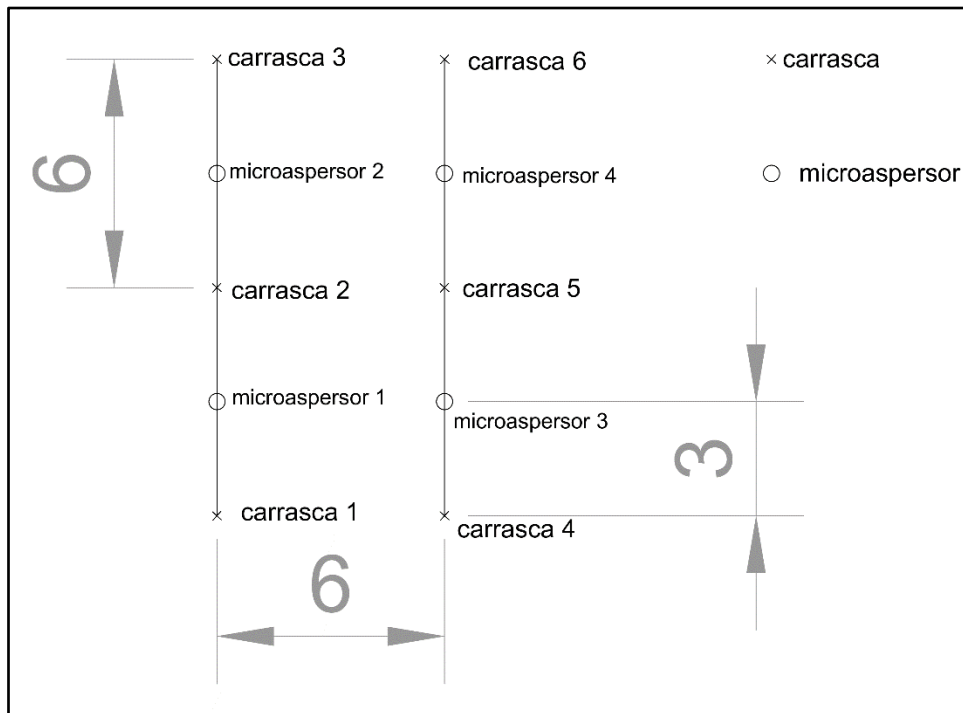 carrasca 3
carrasca 6
carrasca
6
microaspersor 2
microaspersor 4
microaspersor
carrasca 2
carrasca 5
microaspersor 1
microaspersor 3
3
carrasca 1
carrasca 4
6